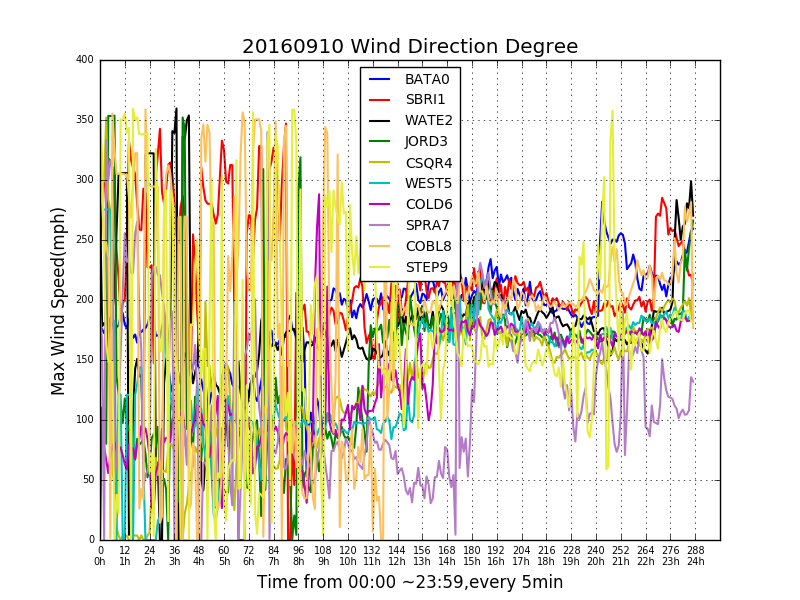 20160910 Wind Direction Degree
Max Wind Speed(mph)
400
350
300
250
200
150
100
50
0
BATA0
SBRI1
WATE2
JORD3
CSQR4
WEST5
COLD6
SPRA7
COBL8
STEP9
0 12 24 36 48 60 72 84 96 108 120 132 144 156 168 180 192 204 216 228 240 252 264 276 288
0h 1h 2h 3h 4h 5h 6h 7h 8h 9h 10h 11h 12h 13h 14h 15h 16h 17h 18h 19h 20h 21h 22h 23h 24h
Time from 00:00 ~23:59,every 5min